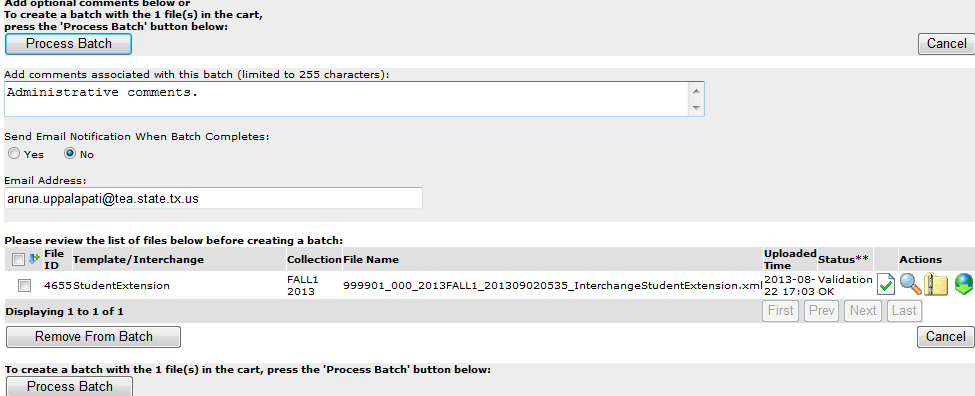 Add optional comments below or
To create a batch with the 1 file(s) in the cart,
press the 'Process Batch' button below:
Process Batch
Cancel
Add comments associated with this batch (limited to 255 characters):
Administrative comments.
Send Email Notification When Batch Completes:
Yes No
Email Address:
aruna.uppalapati@tea.state.tx.us
Please review the list of files below before creating a batch:
File ID Template/Interchange Collection File Name Uploaded Time Status** Actions
4655 StudentExtension FALL1 2013 999901_000_2013FALL1_201309020535_InterchangeStudentExtension.xml 2013-08-22 17:03 Validation OK
Displaying 1 to 1 of 1 First Prev Next Last
Remove From Batch Cancel
To create a batch with the 1 file(s) in the cart, press the 'Process Batch' button below:
Process Batch